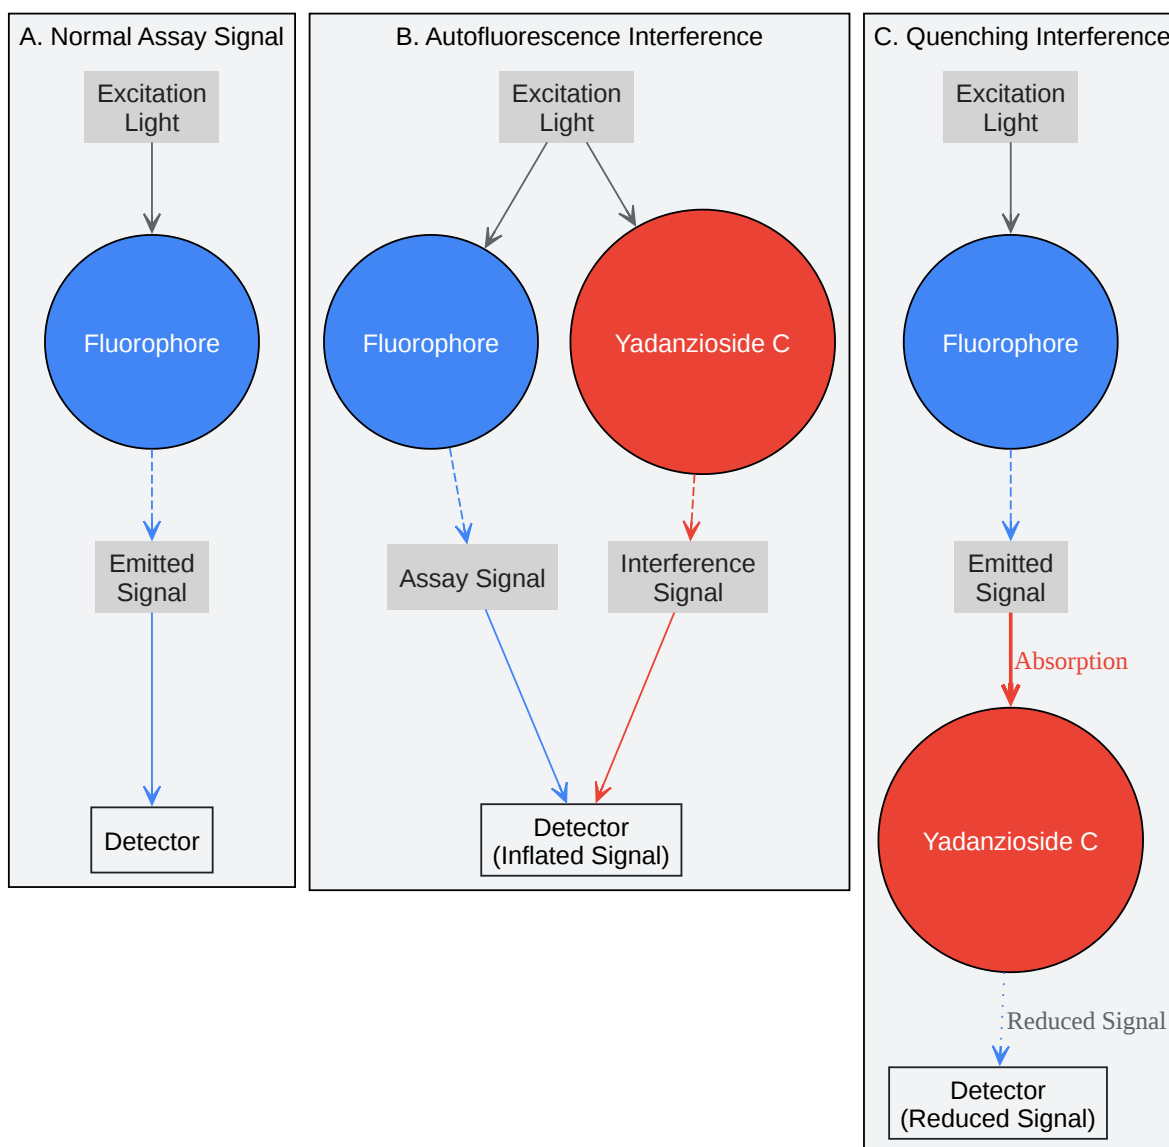 A. Normal Assay Signal
Excitation
Light
Fluorophore
Emitted
Signal
Detector
B. Autofluorescence Interference
Excitation
Light
Fluorophore
Yadanzioside C
Assay Signal
Interference
Signal
Detector
(Inflated Signal)
C. Quenching Interference
Excitation
Light
Fluorophore
Emitted
Signal
Absorption
Yadanzioside C
Reduced Signal
Detector
(Reduced Signal)